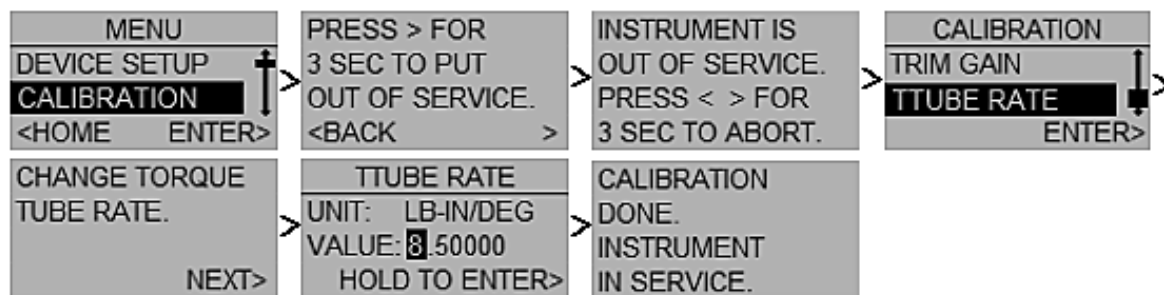 MENU
DEVICE SETUP
CALIBRATION
<HOME ENTER>
>
PRESS > FOR
3 SEC TO PUT
OUT OF SERVICE.
<BACK >
>
INSTRUMENT IS
OUT OF SERVICE.
PRESS < > FOR
3 SEC TO ABORT.
>
CALIBRATION
TRIM GAIN
TTUBE RATE
ENTER>
>
CHANGE TORQUE
TUBE RATE.
NEXT>
>
TTUBE RATE
UNIT: LB-IN/DEG
VALUE: 8.50000
HOLD TO ENTER>
>
CALIBRATION
DONE.
INSTRUMENT
IN SERVICE.